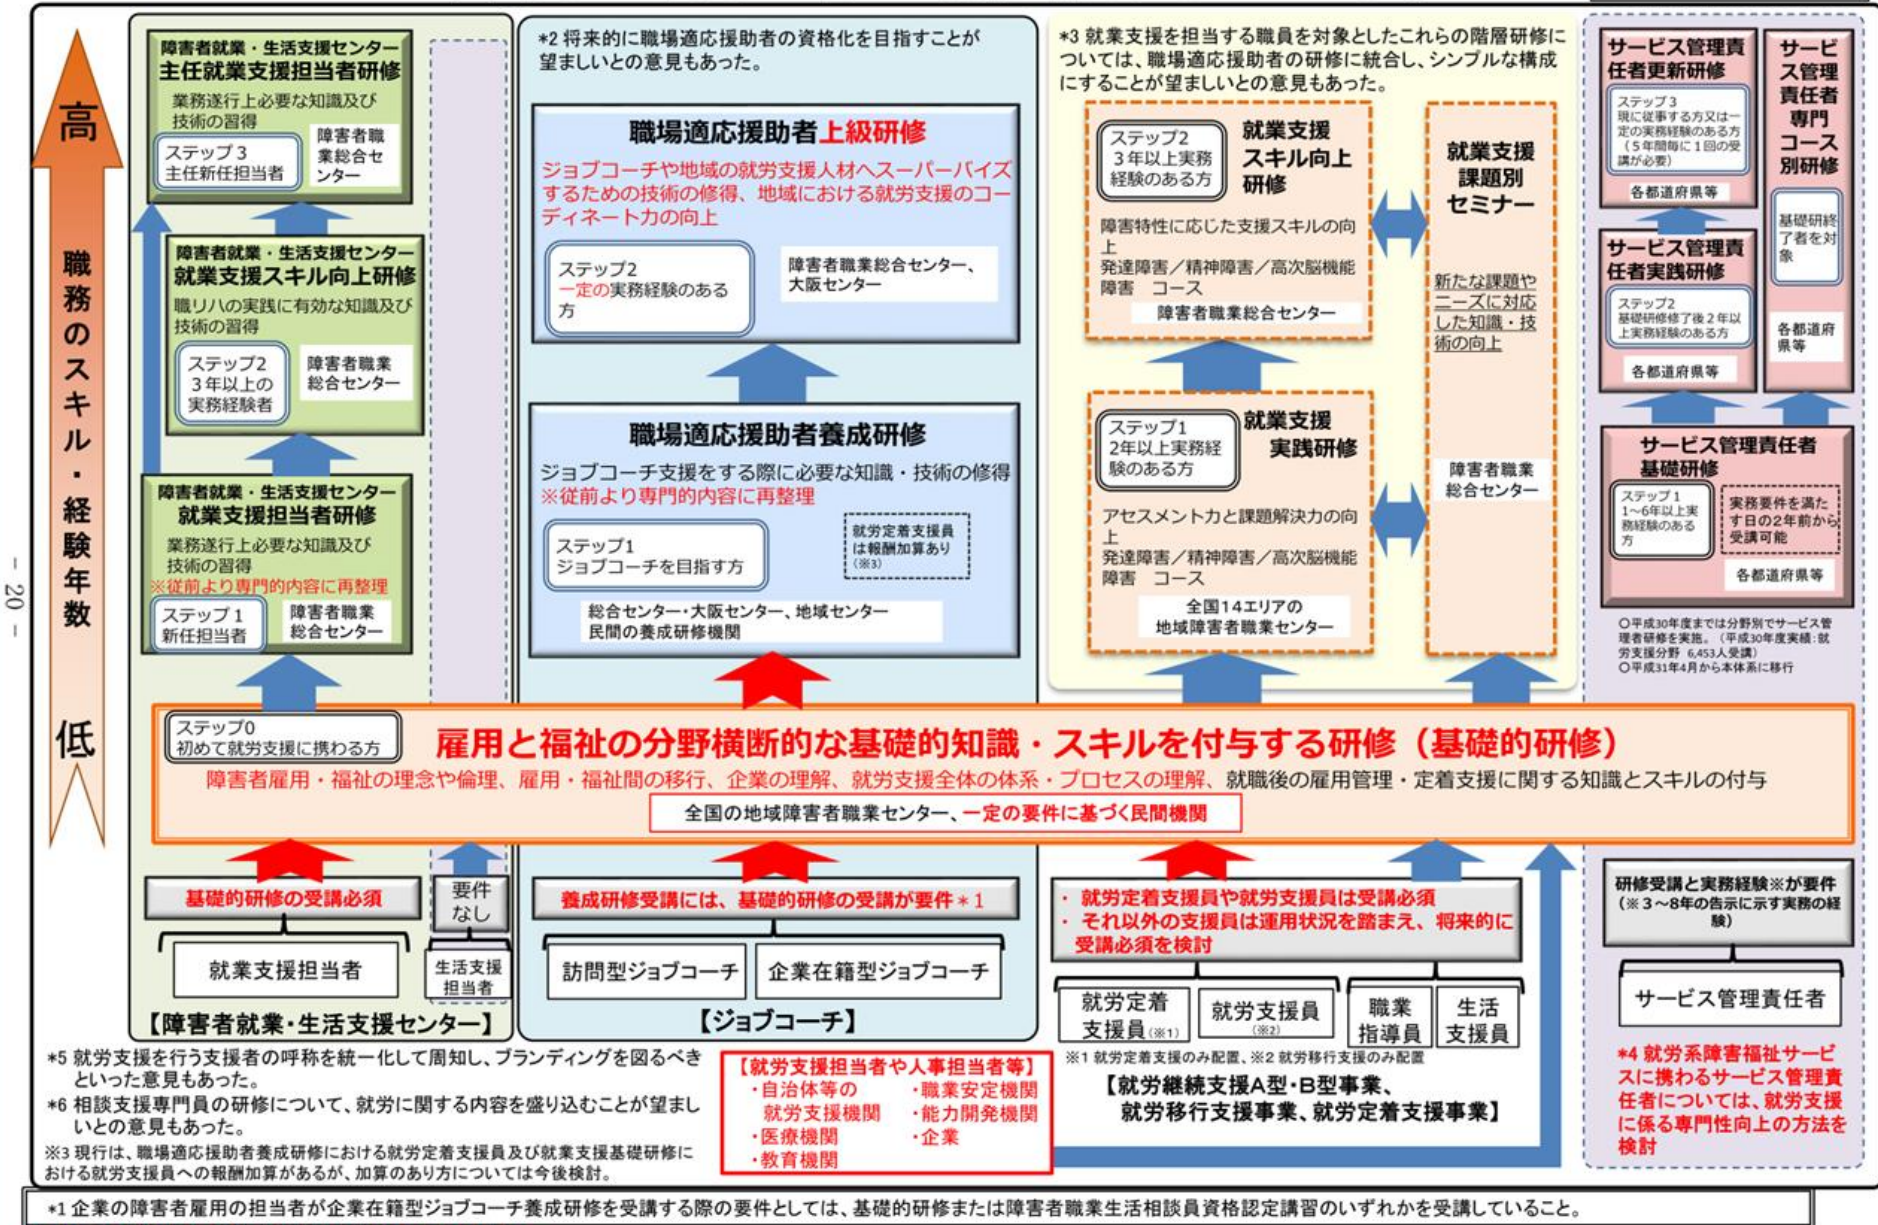 高
職務のスキル・経験年数
低
- 20 -
障害者就業・生活支援センター
主任就業支援担当者研修
業務遂行上必要な知識及び
技術の習得
ステップ3
主任新任担当者
障害者職
業総合セ
ンター
障害者就業・生活支援センター
就業支援スキル向上研修
職リハの実践に有効な知識及び
技術の習得
ステップ2
3年以上の
実務経験者
障害者職業
総合センター
障害者就業・生活支援センター
就業支援担当者研修
業務遂行上必要な知識及び
技術の習得
※従前より専門的内容に再整理
ステップ1
新任担当者
障害者職業
総合センター
*2 将来的に職場適応援助者の資格化を目指すことが
望ましいとの意見もあった。
職場適応援助者上級研修
ジョブコーチや地域の就労支援人材へスーパーバイズ
するための技術の修得、地域における就労支援のコー
ディネート力の向上
ステップ2
一定の実務経験のある
方
障害者職業総合センター、
大阪センター
職場適応援助者養成研修
ジョブコーチ支援をする際に必要な知識・技術の修得
※従前より専門的内容に再整理
ステップ1
ジョブコーチを目指す方
就労定着支援員
は報酬加算あり
(※3)
総合センター・大阪センター、地域センター
民間の養成研修機関
*3 就業支援を担当する職員を対象としたこれらの階層研修に
ついては、職場適応援助者の研修に統合し、シンプルな構成
にすることが望ましいとの意見もあった。
ステップ2
3年以上実務
経験のある方
就業支援
スキル向上
研修
障害特性に応じた支援スキルの向
上
発達障害/精神障害/高次脳機能
障害 コース
障害者職業総合センター
ステップ1
2年以上実務経
験のある方
就業支援
実践研修
アセスメント力と課題解決力の向
上
発達障害/精神障害/高次脳機能
障害 コース
全国14エリアの
地域障害者職業センター
就業支援
課題別
セミナー
新たな課題や
ニーズに対応
した知識・技
術の向上
障害者職業
総合センター
サービス管理責
任者更新研修
ステップ3
現に従事する方又は一
定の実務経験のある方
(5年間毎に1回の受
講が必要)
各都道府県等
サービス管理責
任者実践研修
ステップ2
基礎研修修了後2年以
上実務経験のある方
各都道府県等
サービ
ス管理
責任者
専門
コース
別研修
基礎研終
了者を対
象
各都道府
県等
サービス管理責任者
基礎研修
ステップ1
1~6年以上実
務経験のある
方
実務要件を満た
す日の2年前から
受講可能
各都道府県等
○平成30年度までは分野別でサービス管
理者研修を実施。(平成30年度実績:就
労支援分野 6,453人受講)
○平成31年4月から本体系に移行
ステップ0
初めて就労支援に携わる方
雇用と福祉の分野横断的な基礎的知識・スキルを付与する研修(基礎的研修)
障害者雇用・福祉の理念や倫理、雇用・福祉間の移行、企業の理解、就労支援全体の体系・プロセスの理解、就職後の雇用管理・定着支援に関する知識とスキルの付与
全国の地域障害者職業センター、一定の要件に基づく民間機関
基礎的研修の受講必須
要件
なし
就業支援担当者
生活支援
担当者
【障害者就業・生活支援センター】
養成研修受講には、基礎的研修の受講が要件*1
訪問型ジョブコーチ
企業在籍型ジョブコーチ
【ジョブコーチ】
・ 就労定着支援員や就労支援員は受講必須
・ それ以外の支援員は運用状況を踏まえ、将来的に
受講必須を検討
就労定着
支援員(※1)
就労支援員
(※2)
職業
指導員
生活
支援員
※1 就労定着支援のみ配置、※2 就労移行支援のみ配置
【就労継続支援A型・B型事業、
就労移行支援事業、就労定着支援事業】
研修受講と実務経験※が要件
(※3~8年の告示に示す実務の経
験)
サービス管理責任者
*4 就労系障害福祉サービ
スに携わるサービス管理責
任者については、就労支援
に係る専門性向上の方法を
検討
*5 就労支援を行う支援者の呼称を統一化して周知し、ブランディングを図るべき
といった意見もあった。
*6 相談支援専門員の研修について、就労に関する内容を盛り込むことが望まし
いとの意見もあった。
※3 現行は、職場適応援助者養成研修における就労定着支援員及び就業支援基礎研修に
おける就労支援員への報酬加算があるが、加算のあり方については今後検討。
【就労支援担当者や人事担当者等】
・自治体等の
就労支援機関
・医療機関
・教育機関
・職業安定機関
・能力開発機関
・企業
*1 企業の障害者雇用の担当者が企業在籍型ジョブコーチ養成研修を受講する際の要件としては、基礎的研修または障害者職業生活相談員資格認定講習のいずれかを受講していること。